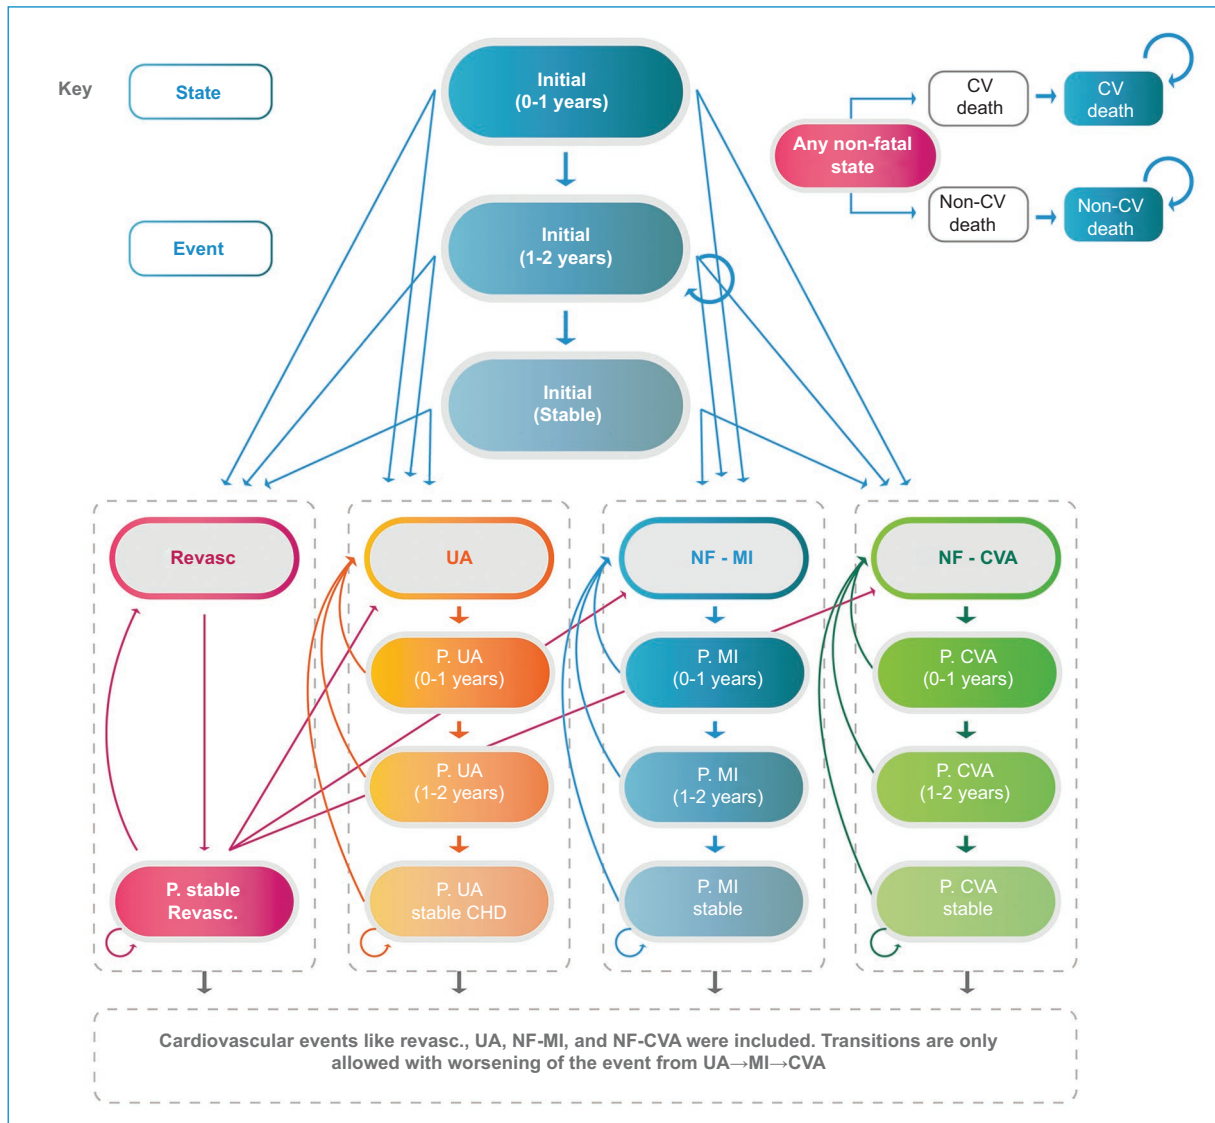 Key
State
Event
Initial
(0-1 years)
Initial
(1-2 years)
Initial
(Stable)
Any non-fatal
state
CV
death
CV
death
Non-CV
death
Non-CV
death
Revasc
P. stable
Revasc.
UA
P. UA
(0-1 years)
P. UA
(1-2 years)
P. UA
stable CHD
NF - MI
P. MI
(0-1 years)
P. MI
(1-2 years)
P. MI
stable
NF - CVA
P. CVA
(0-1 years)
P. CVA
(1-2 years)
P. CVA
stable
Cardiovascular events like revasc., UA, NF-MI, and NF-CVA were included. Transitions are only
allowed with worsening of the event from UA→MI→CVA